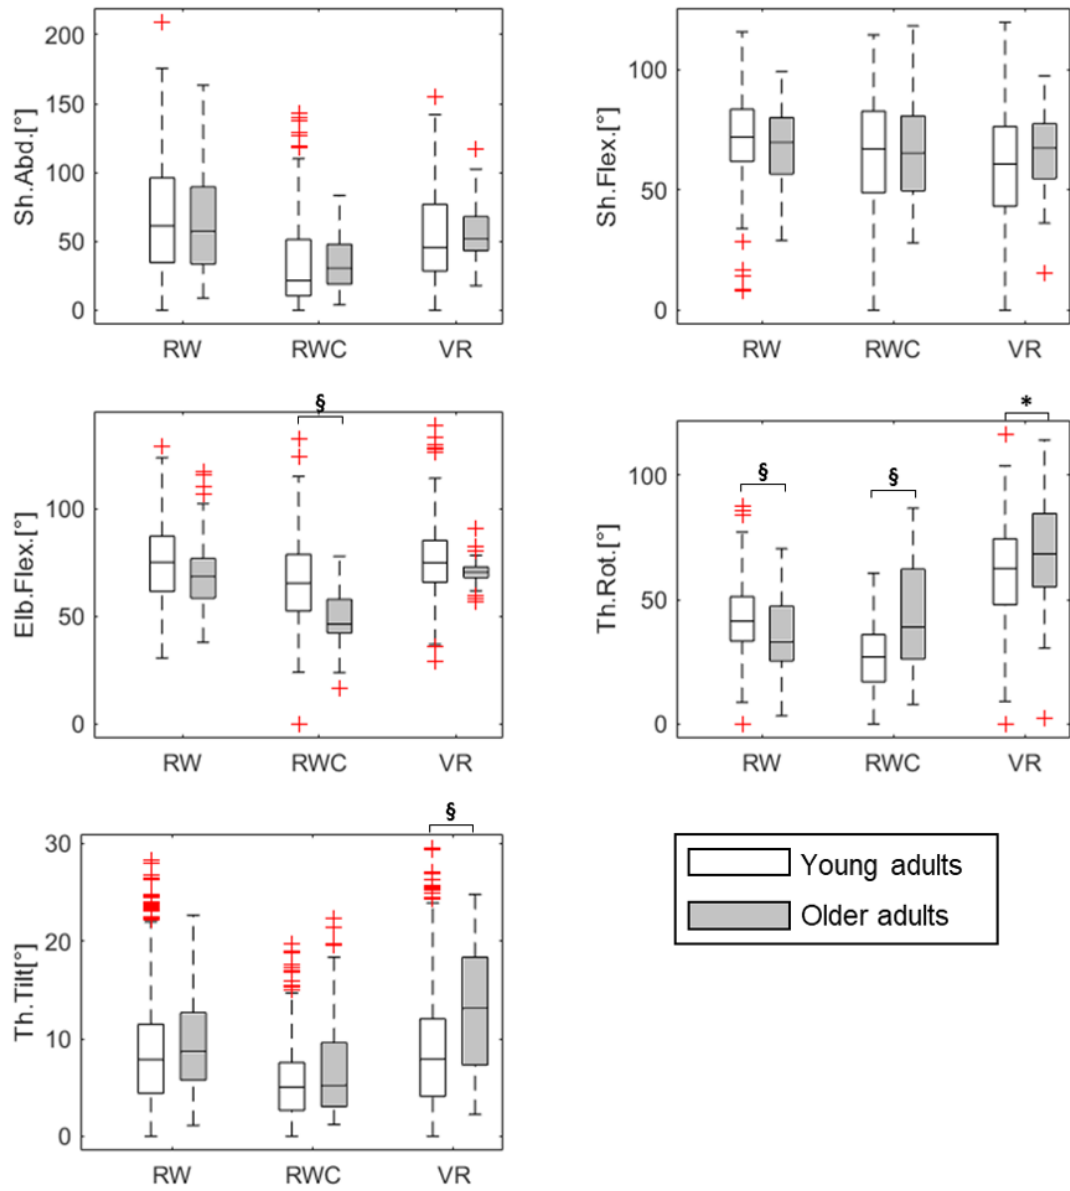 Sh.Abd.[°]
200
150
100
50
0
RW RWC VR
Sh.Flex.[°]
100
50
0
RW RWC VR
Elb.Flex.[°]
100
50
0
§
RW RWC VR
Th.Rot.[°]
100
50
0
§ § *
RW RWC VR
Th.Tilt[°]
30
20
10
0
§
RW RWC VR
Young adults
Older adults